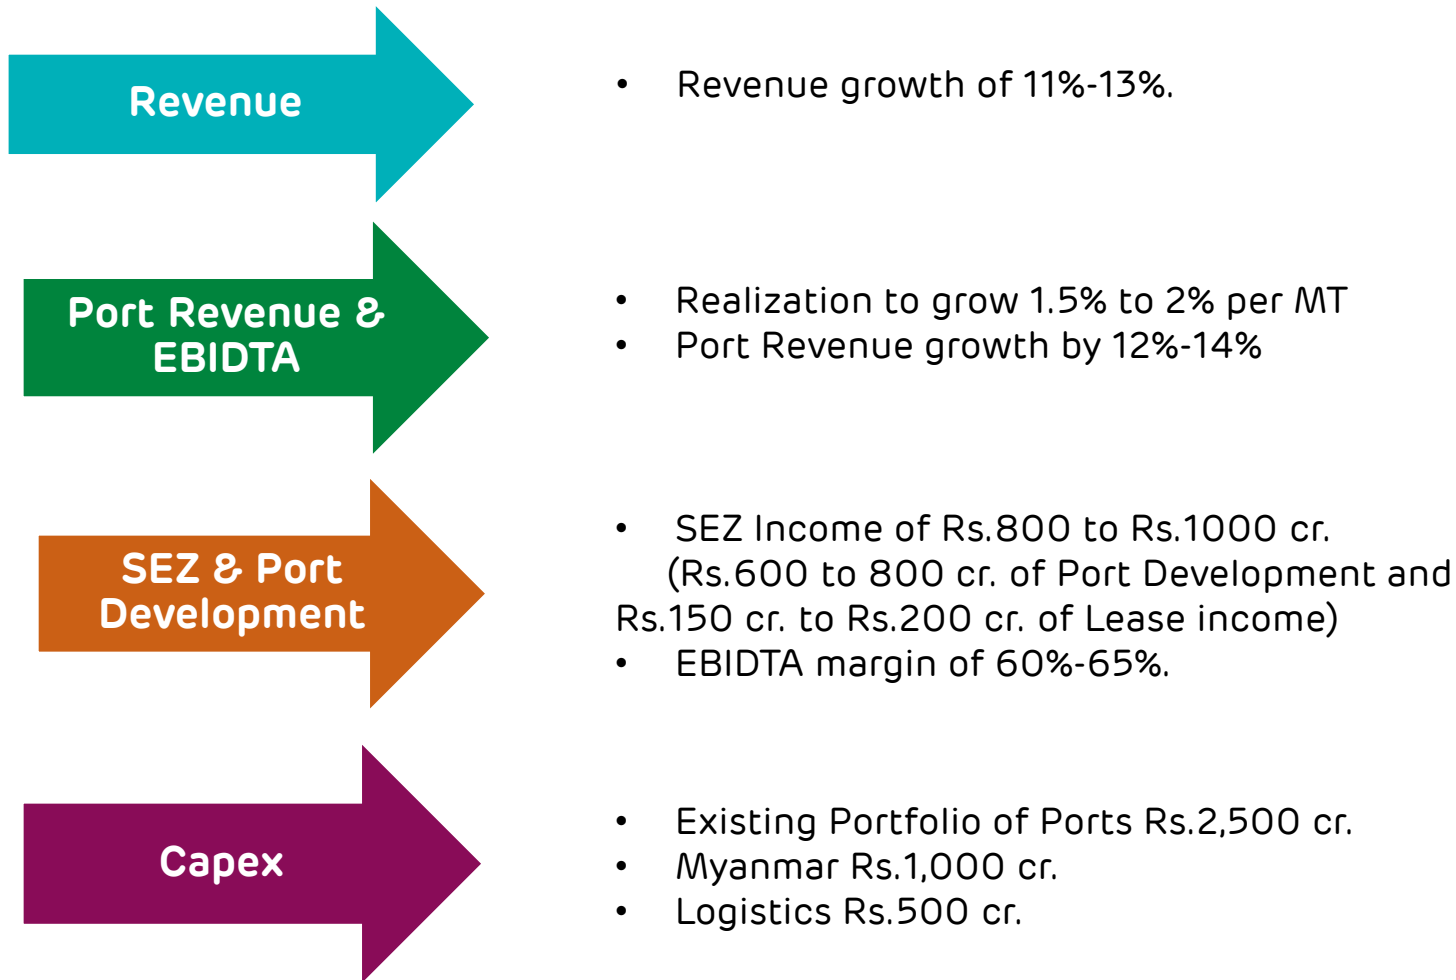 Revenue
• Revenue growth of 11%-13%.
Port Revenue &
EBIDTA
• Realization to grow 1.5% to 2% per MT
• Port Revenue growth by 12%-14%
SEZ & Port
Development
• SEZ Income of Rs.800 to Rs.1000 cr.
(Rs.600 to 800 cr. of Port Development and
Rs.150 cr. to Rs.200 cr. of Lease income)
• EBIDTA margin of 60%-65%.
Capex
• Existing Portfolio of Ports Rs.2,500 cr.
• Myanmar Rs.1,000 cr.
• Logistics Rs.500 cr.